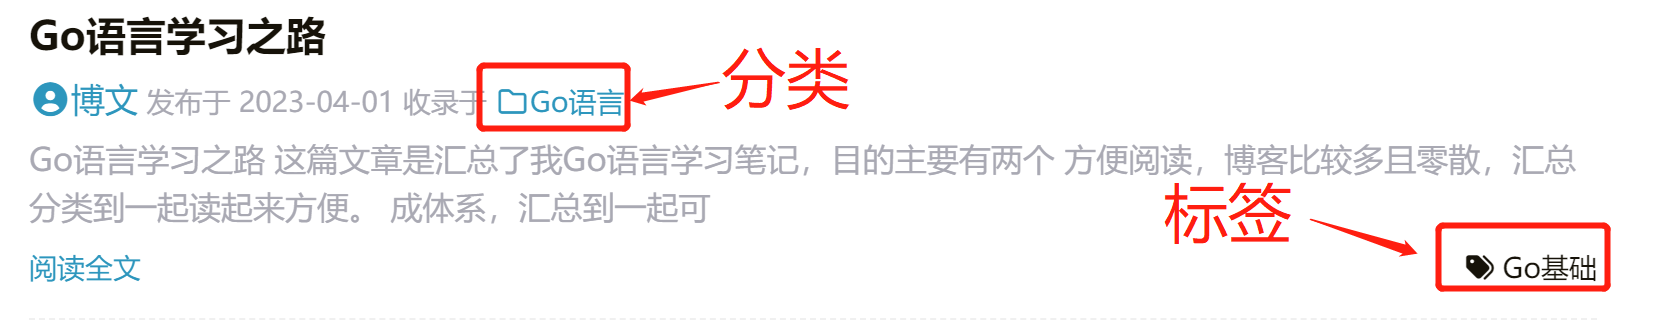 Go语言学习之路
博文 发布于 2023-04-01 收录于 Go语言
分类
Go语言学习之路 这篇文章是汇总了我Go语言学习笔记，目的主要有两个 方便阅读，博客比较多且零散，汇总
分类到一起读起来方便。 成体系，汇总到一起可
标签
阅读全文
Go基础